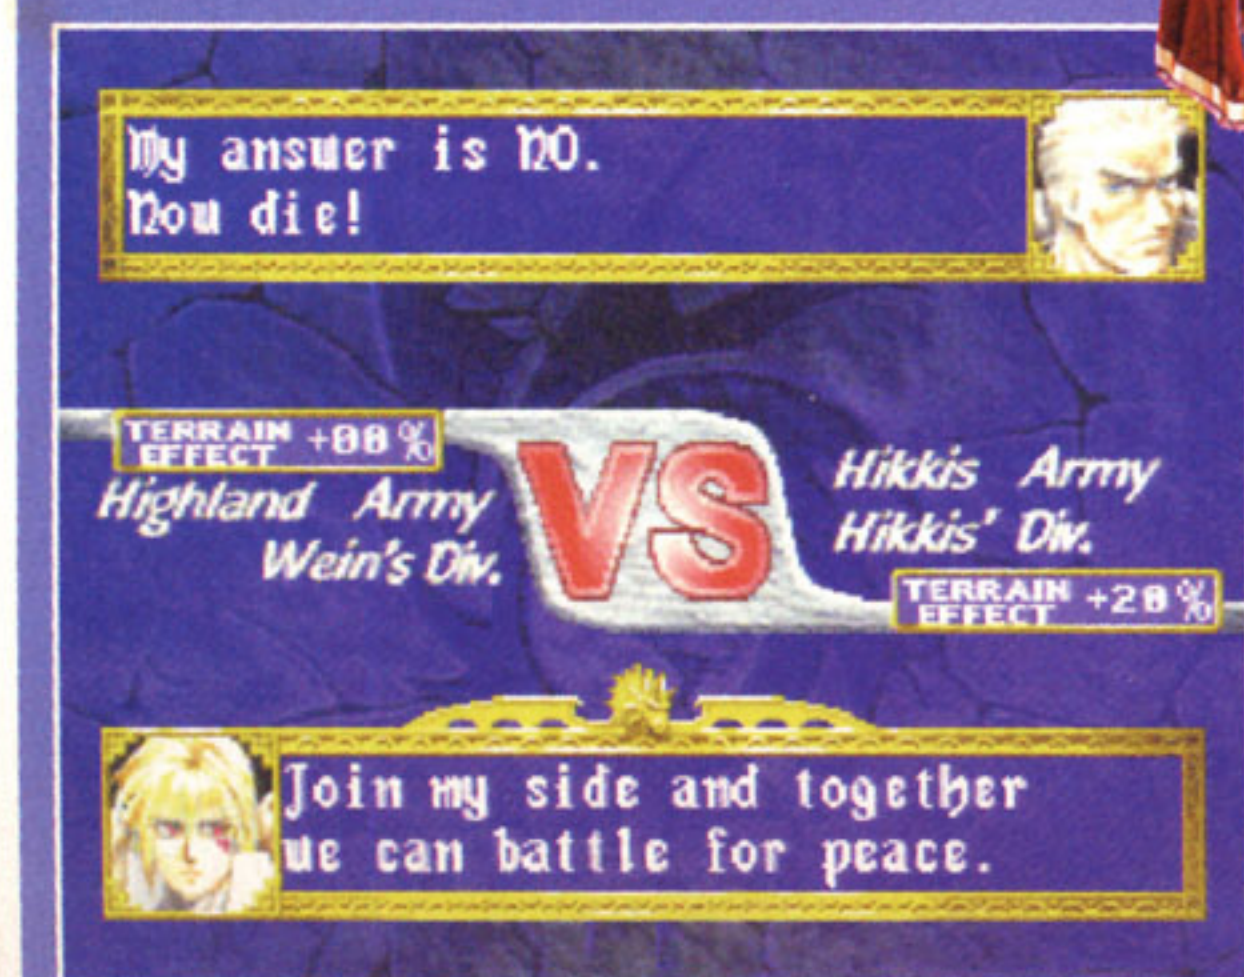 My answer is NO.
Now die!
TERRAIN
EFFECT +00%
Highland Army
Wein's Div.
VS
Hikkis Army
Hikkis' Div.
TERRAIN
EFFECT +20%
Join my side and together
we can battle for peace.